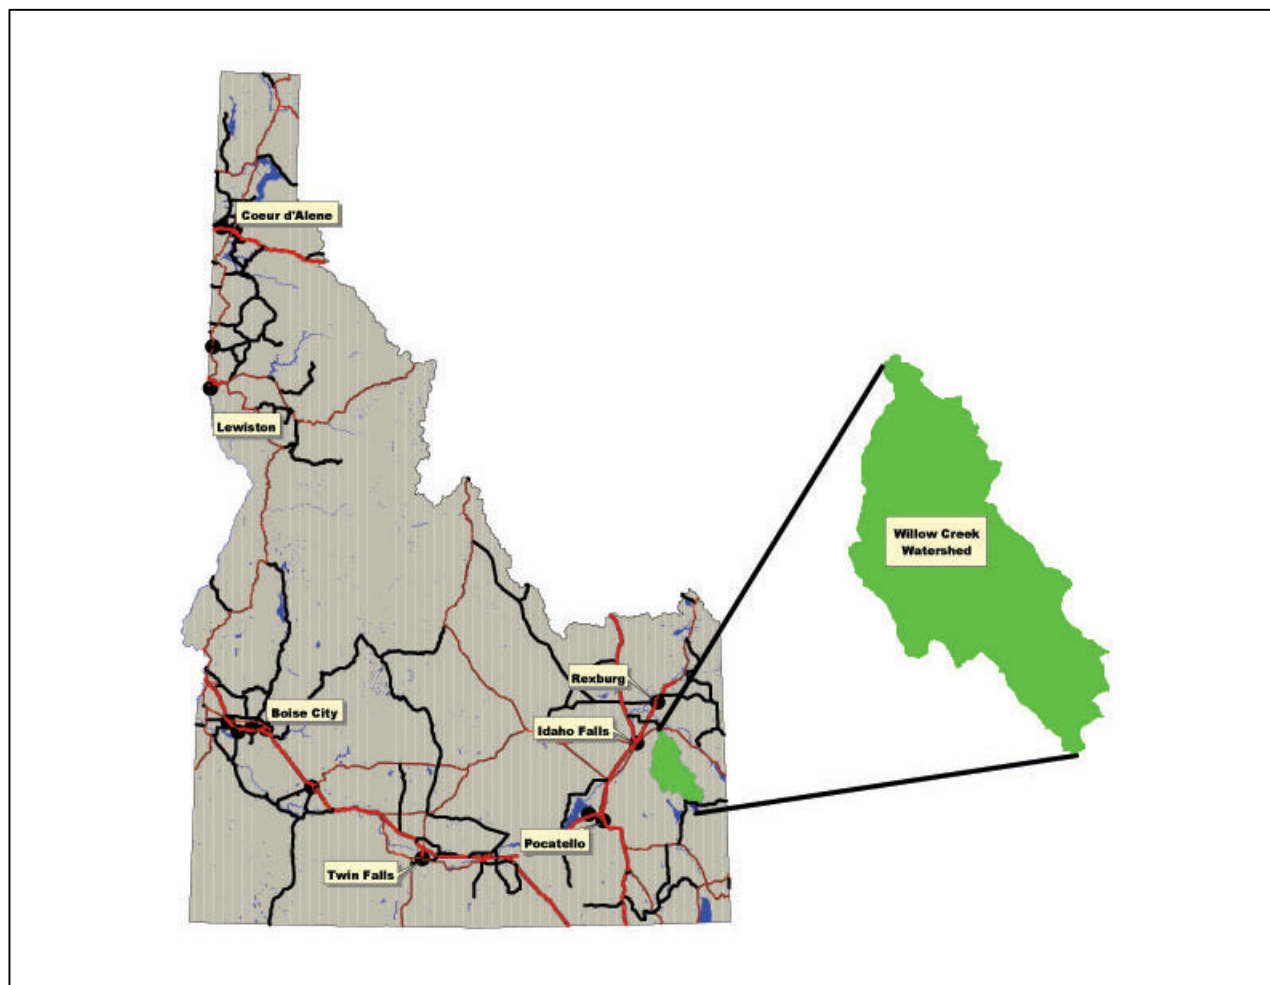 Coeur d'Alene
Lewiston
Willow Creek
Watershed
Rexburg
Boise City
Idaho Falls
Pocatello
Twin Falls